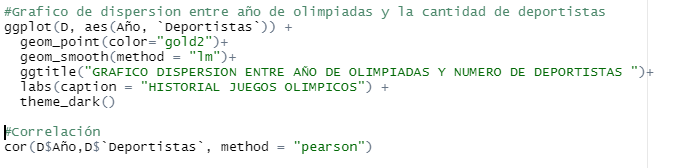 #Grafico de dispersion entre año de olimpiadas y la cantidad de deportistas
ggplot(D, aes(Año, `Deportistas`)) +
  geom_point(color="gold2")+
  geom_smooth(method = "lm")+
  ggtitle("GRAFICO DISPERSION ENTRE AÑO DE OLIMPIADAS Y NUMERO DE DEPORTISTAS ")+
  labs(caption = "HISTORIAL JUEGOS OLIMPICOS") +
  theme_dark()

#Correlación
cor(D$Año,D$`Deportistas`, method = "pearson")